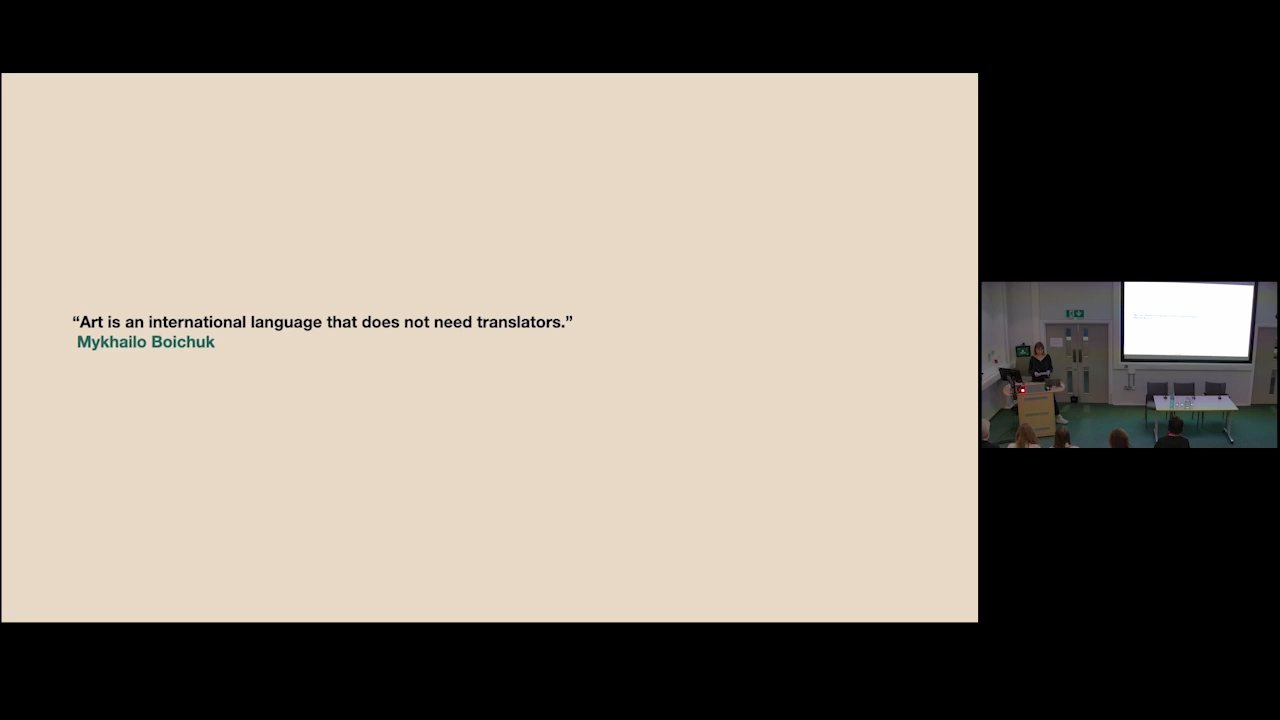 “Art is an international language that does not need translators.”
Mykhailo Boichuk